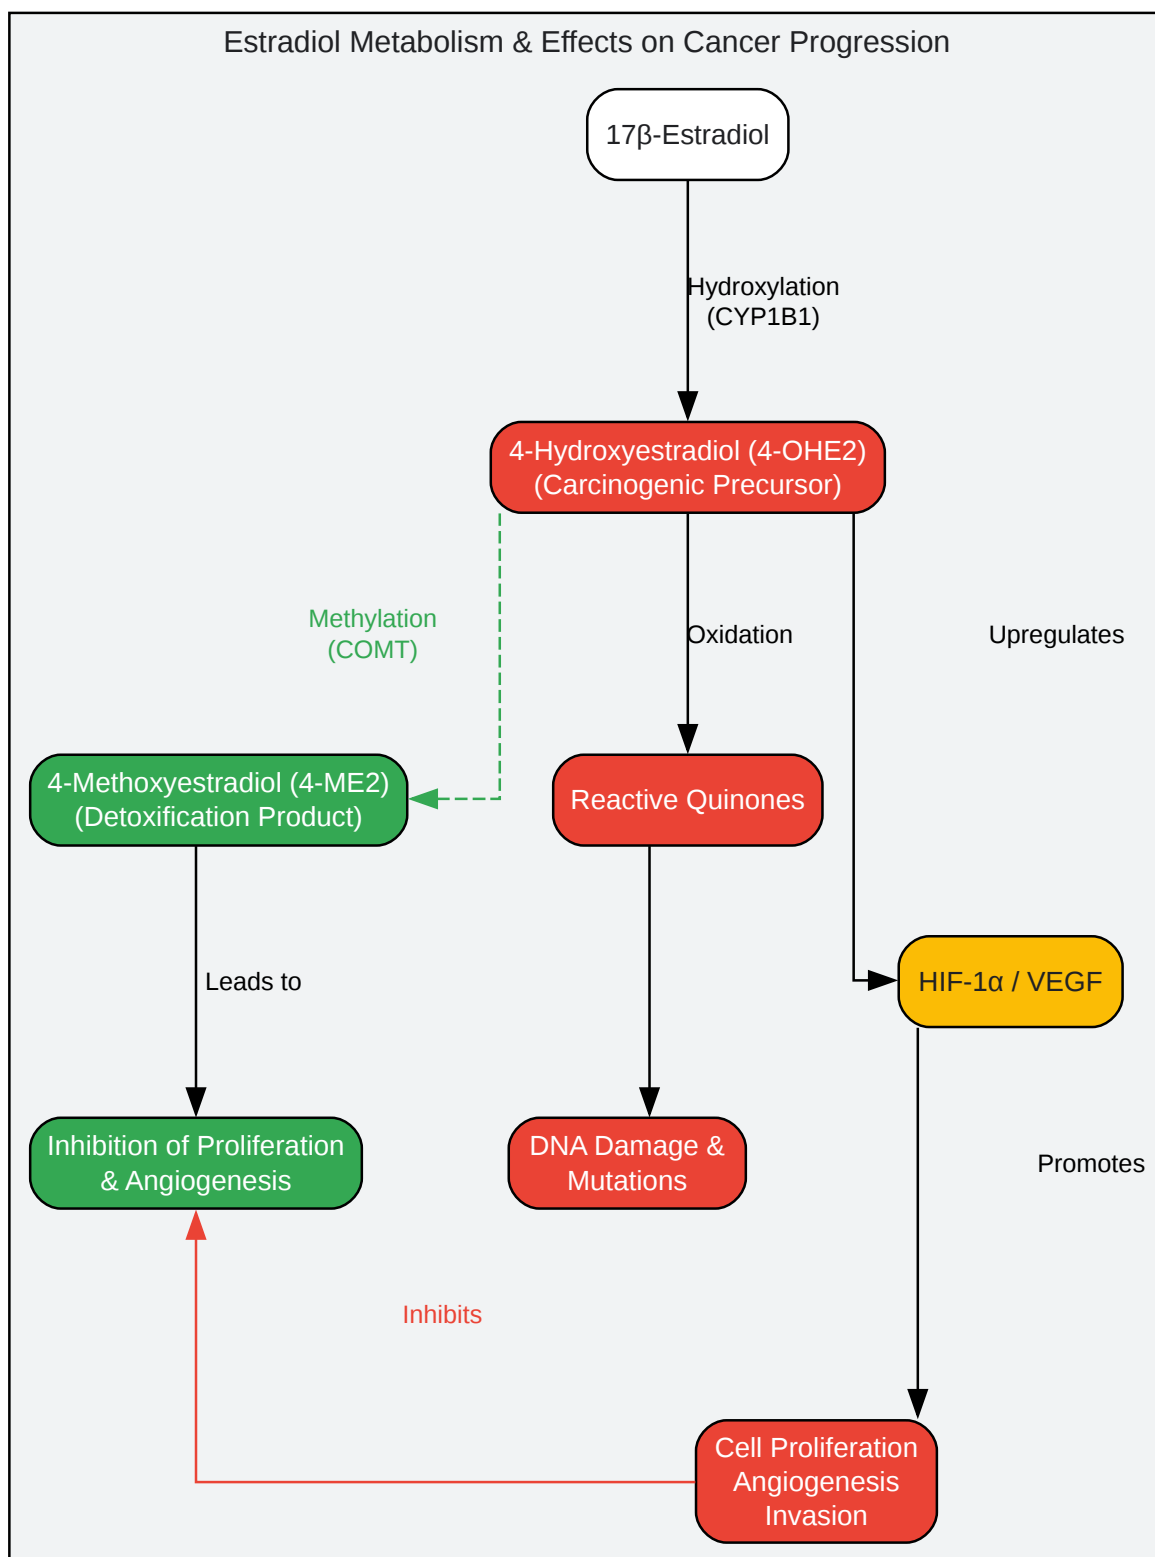 Estradiol Metabolism & Effects on Cancer Progression
17β-Estradiol
Hydroxylation
(CYP1B1)
4-Hydroxyestradiol (4-OHE2)
(Carcinogenic Precursor)
Methylation
(COMT)
Oxidation
Upregulates
4-Methoxyestradiol (4-ME2)
(Detoxification Product)
Reactive Quinones
Leads to
HIF-1α / VEGF
Inhibition of Proliferation
& Angiogenesis
DNA Damage &
Mutations
Promotes
Inhibits
Cell Proliferation
Angiogenesis
Invasion